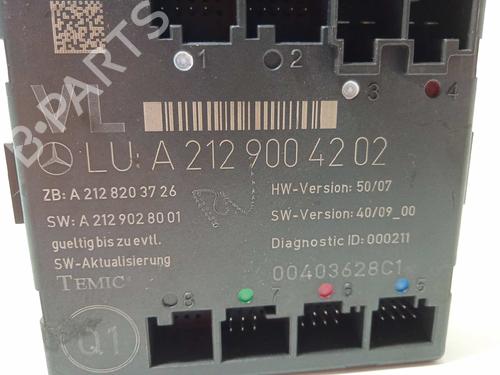 1 2
3 4
VL
B-PARTS
LU: A 212 900 42 02
ZB: A 212 820 37 26
HW-Version: 50/07
SW: A 212 902 80 01
SW-Version: 40/09_00
gueltig bis zu evtl.
Diagnostic ID: 000211
SW-Aktualisierung
TEMIC
00403628C1
8 7 6 5
Q1